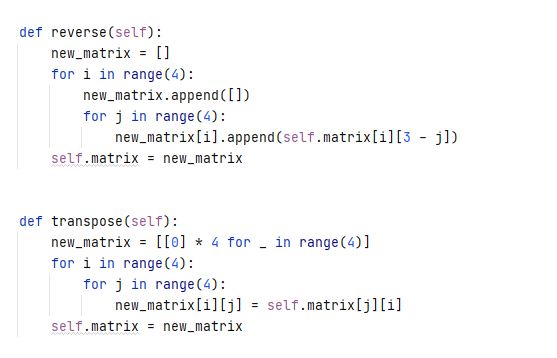 def reverse(self):
    new_matrix = []
    for i in range(4):
        new_matrix.append([])
        for j in range(4):
            new_matrix[i].append(self.matrix[i][3 - j])
    self.matrix = new_matrix
def transpose(self):
    new_matrix = [[0] * 4 for _ in range(4)]
    for i in range(4):
        for j in range(4):
            new_matrix[i][j] = self.matrix[j][i]
    self.matrix = new_matrix